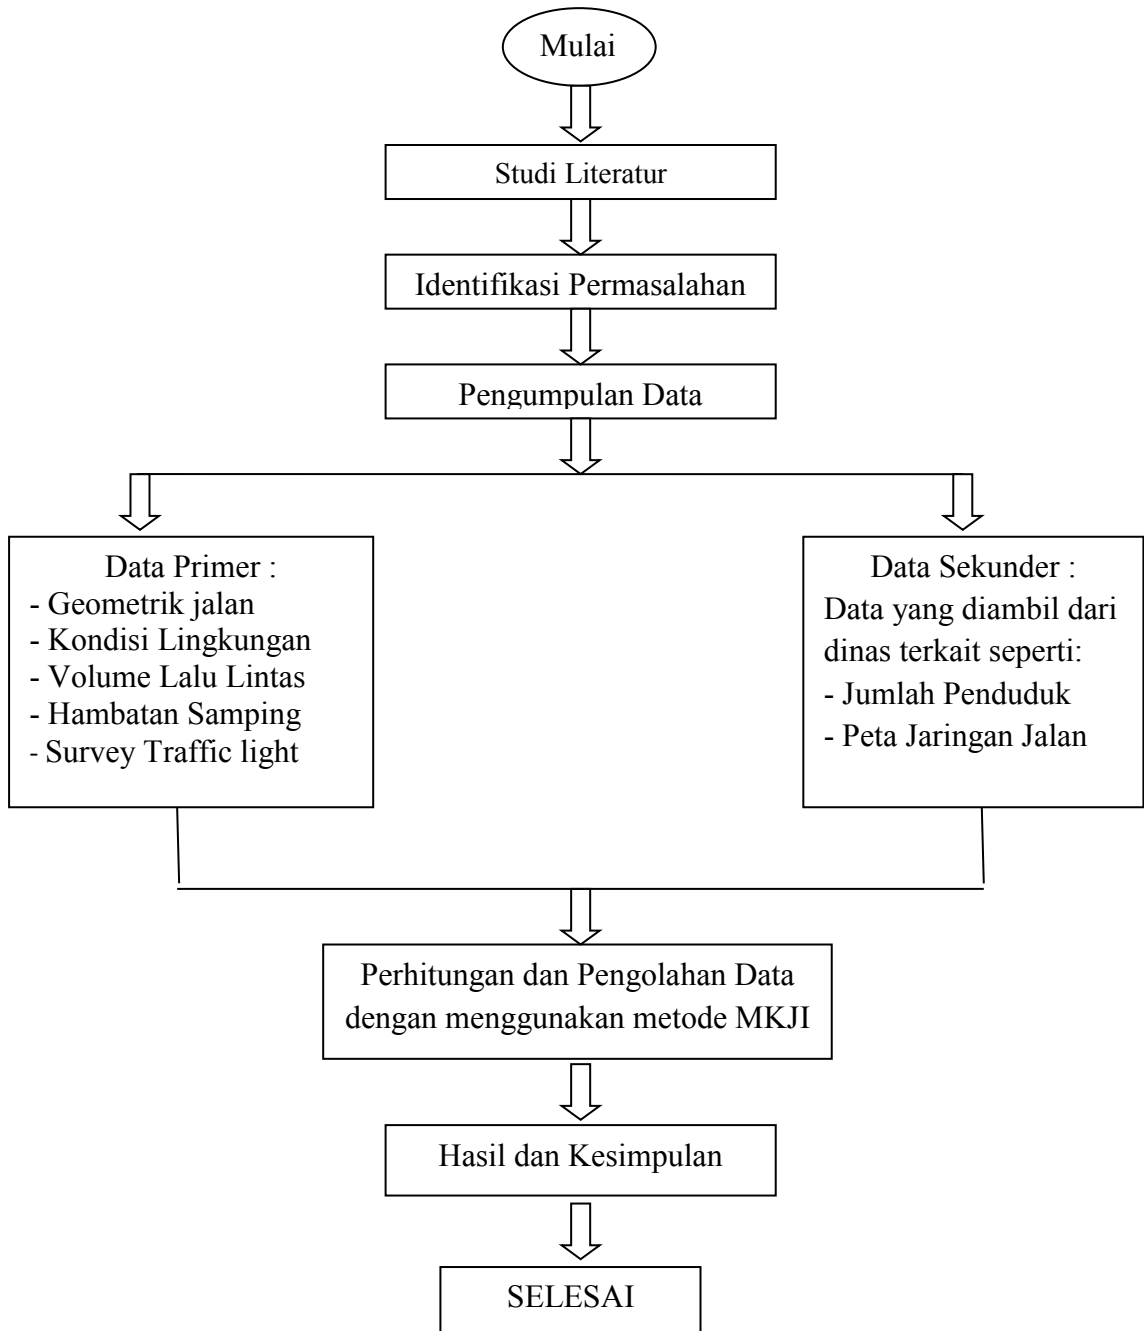 Mulai
Studi Literatur
Identifikasi Permasalahan
Pengumpulan Data
Data Primer :
- Geometrik jalan
- Kondisi Lingkungan
- Volume Lalu Lintas
- Hambatan Samping
- Survey Traffic light
Data Sekunder :
Data yang diambil dari
dinas terkait seperti:
- Jumlah Penduduk
- Peta Jaringan Jalan
Perhitungan dan Pengolahan Data
dengan menggunakan metode MKJI
Hasil dan Kesimpulan
SELESAI